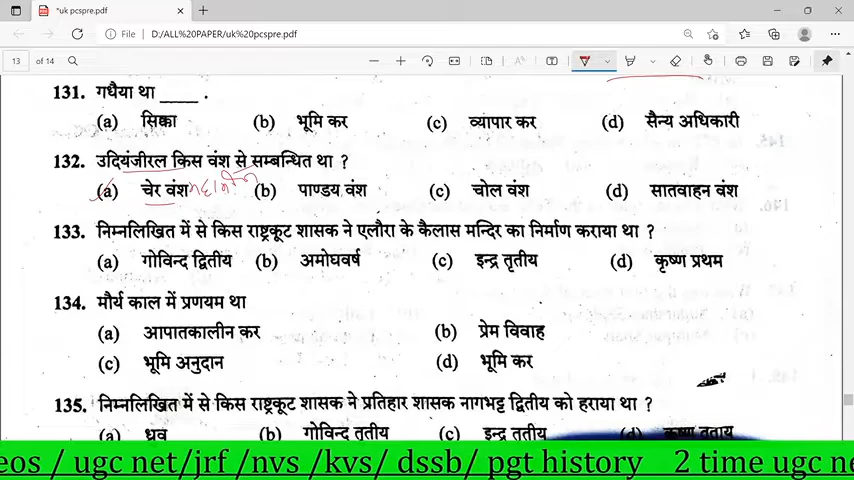 *uk pcspre.pdf
File | D:/ALL%20PAPER/uk%20pcspre.pdf
13 of 14
131. गधैया था ____ .
(a) सिक्का (b) भूमि कर (c) व्यापार कर (d) सैन्य अधिकारी
132. उदियंजीरल किस वंश से सम्बन्धित था ?
(a) चेर वंश (b) पाण्डय वंश (c) चोल वंश (d) सातवाहन वंश
133. निम्नलिखित में से किस राष्ट्रकूट शासक ने एलौरा के कैलास मन्दिर का निर्माण कराया था ?
(a) गोविन्द द्वितीय (b) अमोघवर्ष (c) इन्द्र तृतीय (d) कृष्ण प्रथम
134. मौर्य काल में प्रणयम था
(a) आपातकालीन कर (b) प्रेम विवाह
(c) भूमि अनुदान (d) भूमि कर
135. निम्नलिखित में से किस राष्ट्रकूट शासक ने प्रतिहार शासक नागभट्ट द्वितीय को हराया था ?
(a) ध्रुव (b) गोविन्द तृतीय (c) इन्द्र तृतीय (d) कृष्ण तृतीय
eos / ugc net/jrf /nvs /kvs/ dssb/ pgt history 2 time ugc ne